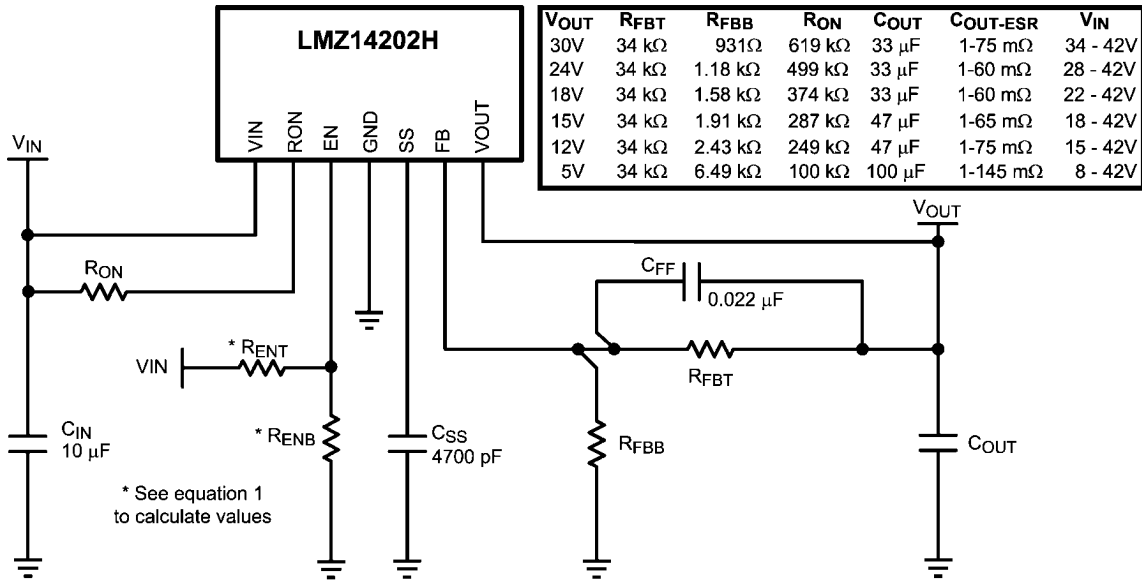 LMZ14202H
VIN
RON
EN
GND
SS
FB
VOUT
VOUT RFBT RFBB RON COUT COUT-ESR VIN
30V 34 kΩ 931Ω 619 kΩ 33 μF 1-75 mΩ 34 - 42V
24V 34 kΩ 1.18 kΩ 499 kΩ 33 μF 1-60 mΩ 28 - 42V
18V 34 kΩ 1.58 kΩ 374 kΩ 33 μF 1-60 mΩ 22 - 42V
15V 34 kΩ 1.91 kΩ 287 kΩ 47 μF 1-65 mΩ 18 - 42V
12V 34 kΩ 2.43 kΩ 249 kΩ 47 μF 1-75 mΩ 15 - 42V
5V 34 kΩ 6.49 kΩ 100 kΩ 100 μF 1-145 mΩ 8 - 42V
VIN
VOUT
RON
CFF
0.022 μF
* RENT
VIN
RFBT
CIN
10 μF
* RENB
CSS
4700 pF
RFBB
COUT
* See equation 1
to calculate values